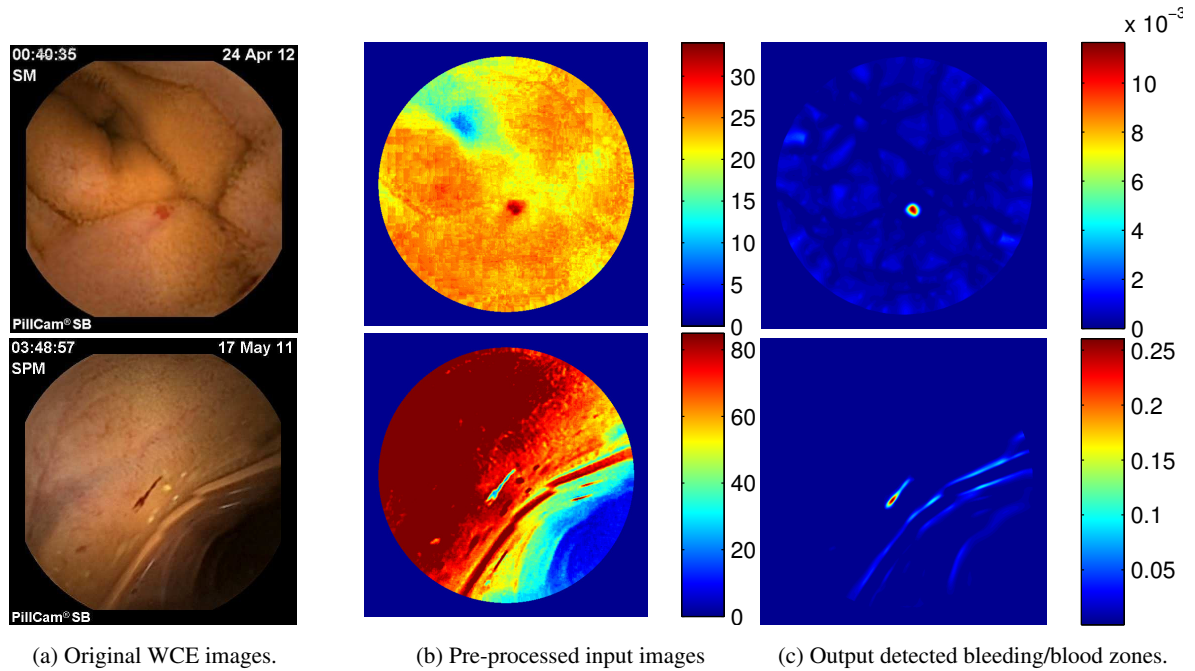 x 10⁻³
00:40:35 24 Apr 12
SM
PillCam® SB
30
25
20
15
10
5
0
10
8
6
4
2
0
03:48:57 17 May 11
SPM
PillCam® SB
80
60
40
20
0
0.25
0.2
0.15
0.1
0.05
(a) Original WCE images.
(b) Pre-processed input images
(c) Output detected bleeding/blood zones.